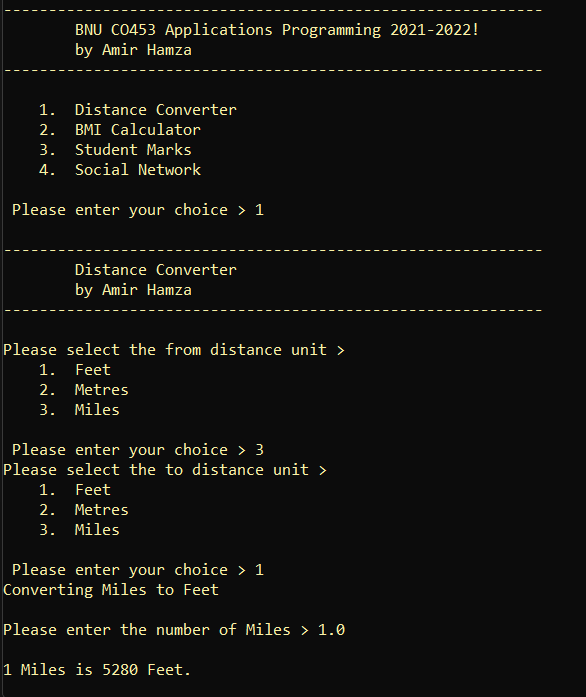 ------------------------------------------------------------
BNU CO453 Applications Programming 2021-2022!
by Amir Hamza
------------------------------------------------------------
1. Distance Converter
2. BMI Calculator
3. Student Marks
4. Social Network
Please enter your choice > 1
------------------------------------------------------------
Distance Converter
by Amir Hamza
------------------------------------------------------------
Please select the from distance unit >
1. Feet
2. Metres
3. Miles
Please enter your choice > 3
Please select the to distance unit >
1. Feet
2. Metres
3. Miles
Please enter your choice > 1
Converting Miles to Feet
Please enter the number of Miles > 1.0
1 Miles is 5280 Feet.